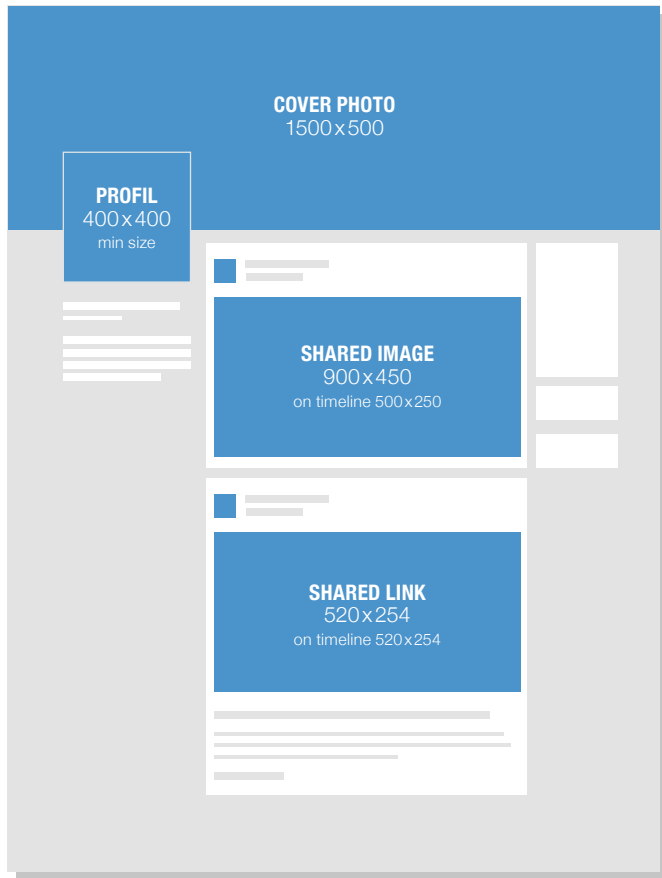 COVER PHOTO
1500x500
PROFIL
400x400
min size
SHARED IMAGE
900x450
on timeline 500x250
SHARED LINK
520x254
on timeline 520x254